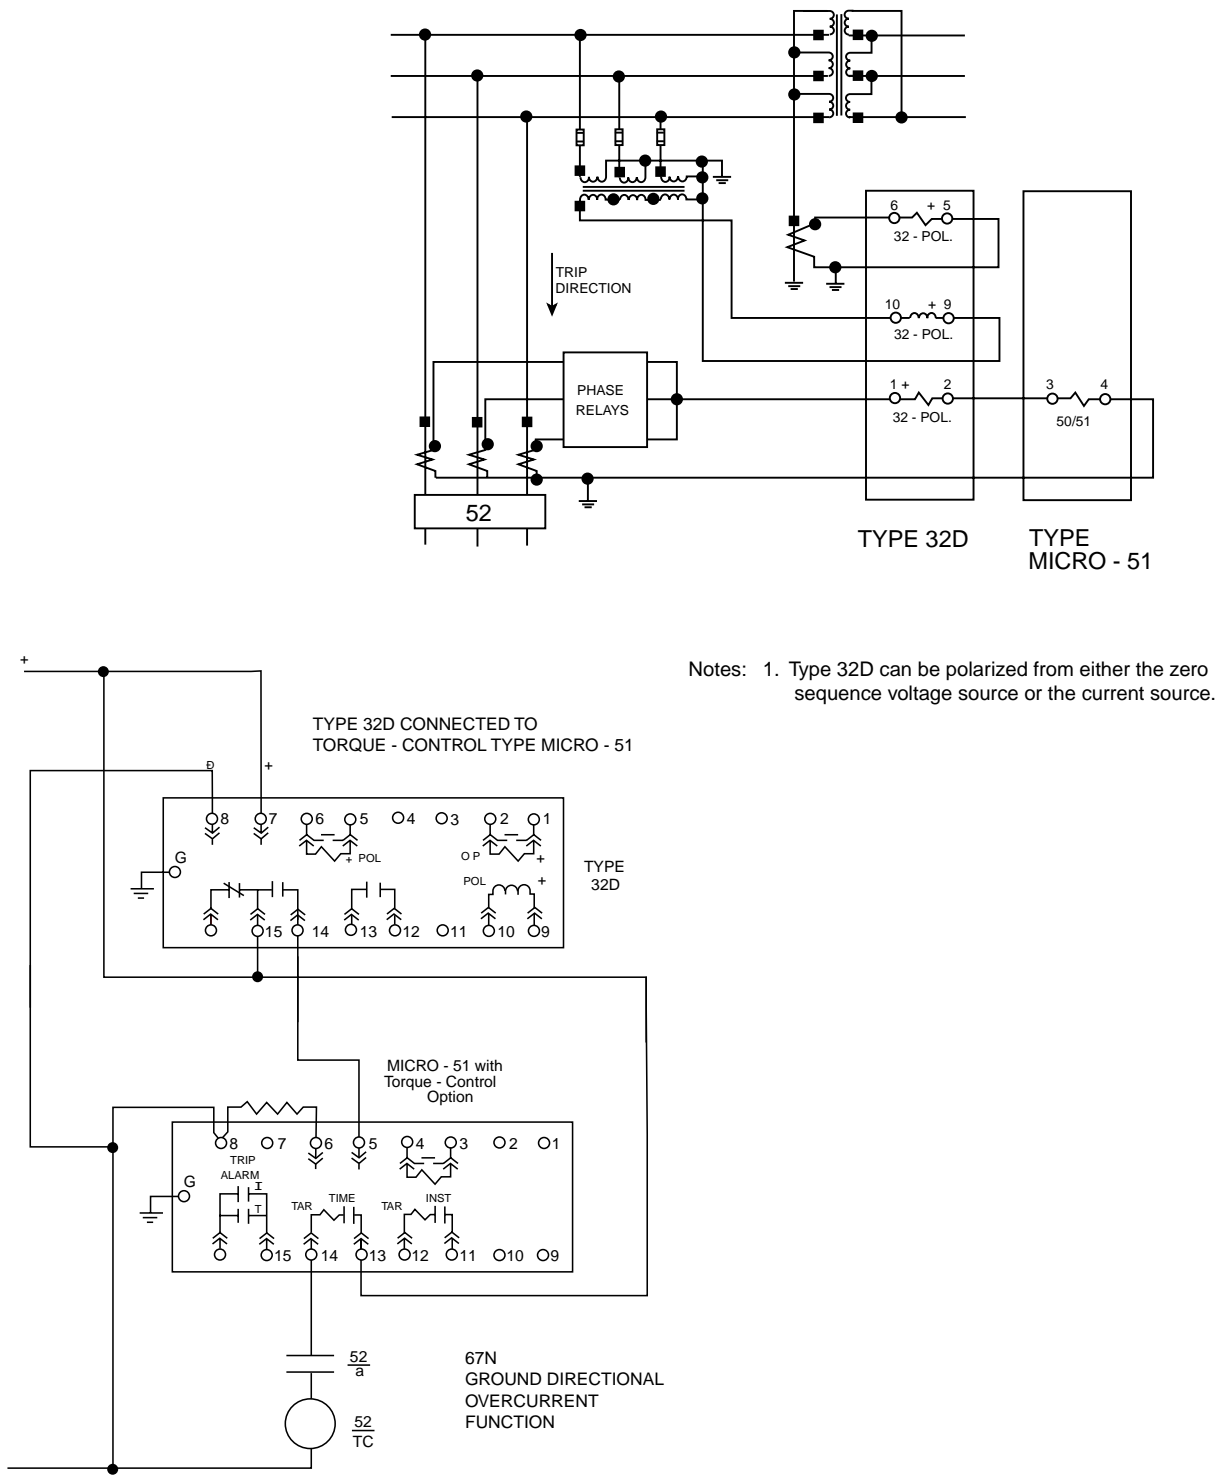 6 + 5
32 - POL.
TRIP
DIRECTION
10 + 9
32 - POL.
PHASE
RELAYS
1 + 2
32 - POL.
3 4
50/51
52
TYPE 32D
TYPE
MICRO - 51
+
Notes: 1. Type 32D can be polarized from either the zero
sequence voltage source or the current source.
TYPE 32D CONNECTED TO
TORQUE - CONTROL TYPE MICRO - 51
Đ +
8 7 6 5 4 3 2 1
+ POL
O P +
G
TYPE
32D
POL +
15 14 13 12 11 10 9
MICRO - 51 with
Torque - Control
Option
8 7 6 5 4 3 2 1
TRIP
ALARM
G
I
T
TAR TIME
TAR INST
15 14 13 12 11 10 9
52
a
52
TC
67N
GROUND DIRECTIONAL
OVERCURRENT
FUNCTION